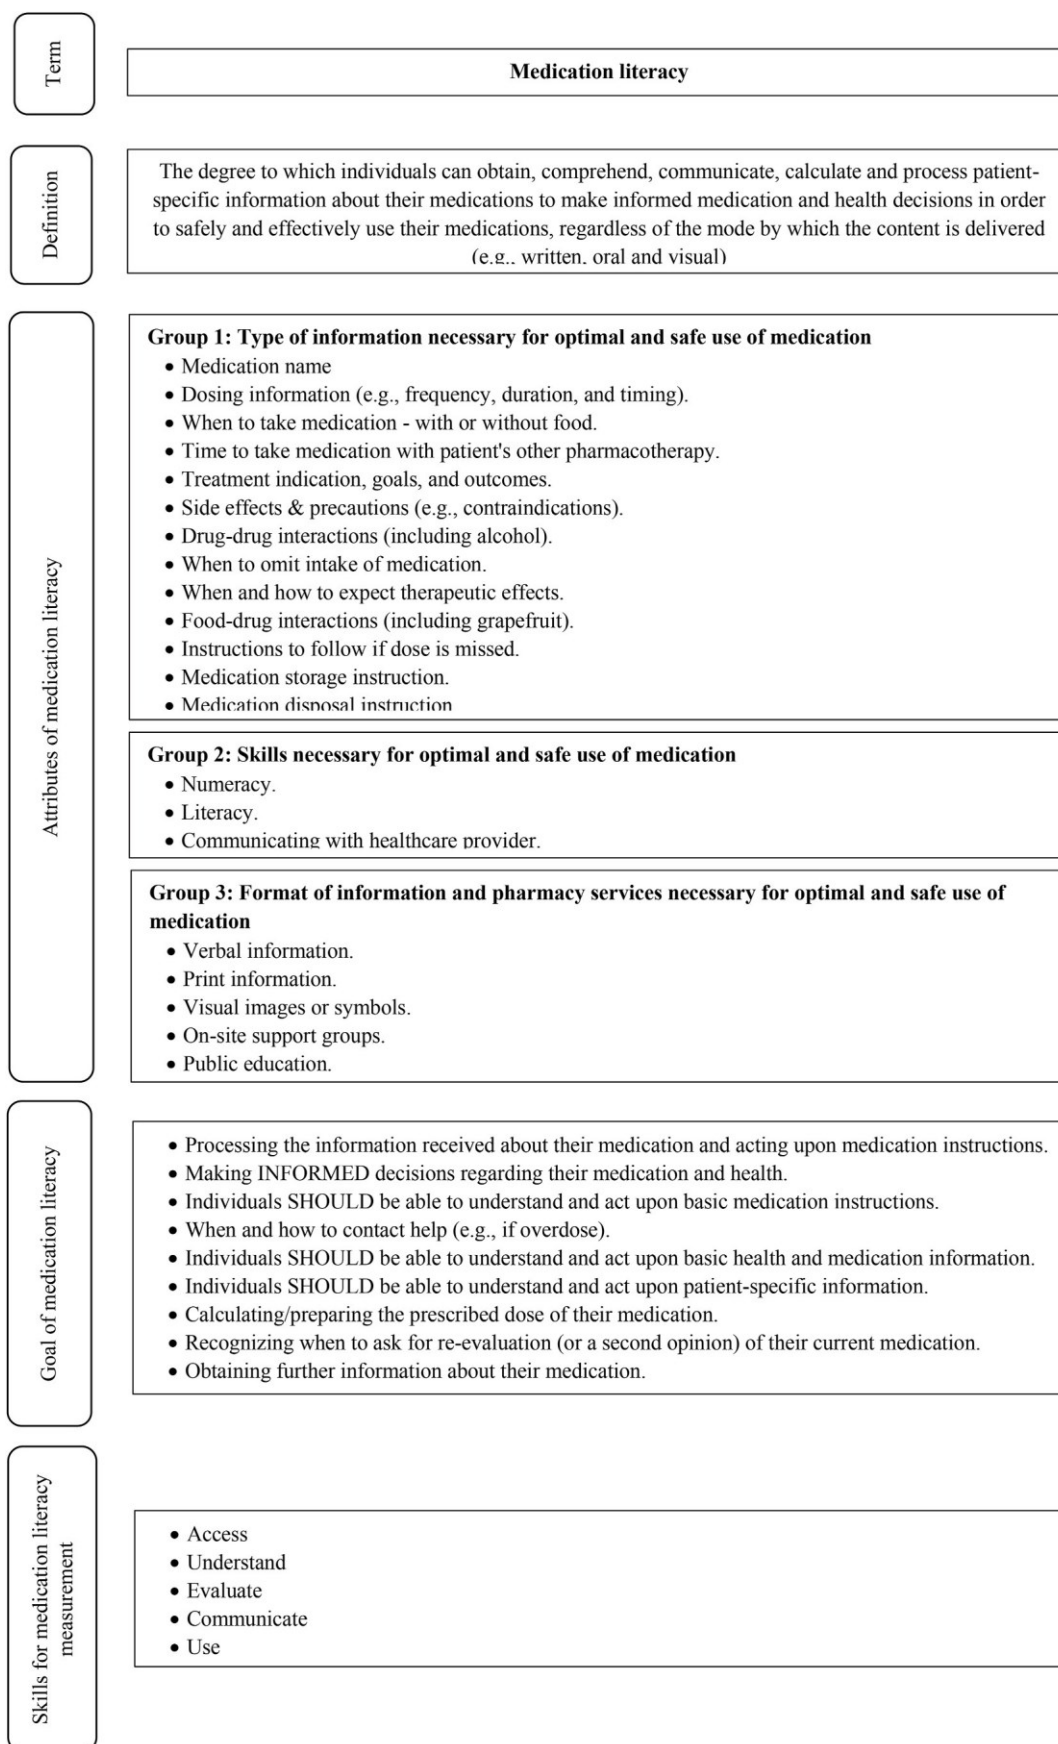 Term
Medication literacy
Definition
The degree to which individuals can obtain, comprehend, communicate, calculate and process patient-
specific information about their medications to make informed medication and health decisions in order
to safely and effectively use their medications, regardless of the mode by which the content is delivered
(e.g., written, oral and visual)
Attributes of medication literacy
Group 1: Type of information necessary for optimal and safe use of medication
• Medication name
• Dosing information (e.g., frequency, duration, and timing).
• When to take medication - with or without food.
• Time to take medication with patient's other pharmacotherapy.
• Treatment indication, goals, and outcomes.
• Side effects & precautions (e.g., contraindications).
• Drug-drug interactions (including alcohol).
• When to omit intake of medication.
• When and how to expect therapeutic effects.
• Food-drug interactions (including grapefruit).
• Instructions to follow if dose is missed.
• Medication storage instruction.
• Medication disposal instruction
Group 2: Skills necessary for optimal and safe use of medication
• Numeracy.
• Literacy.
• Communicating with healthcare provider.
Group 3: Format of information and pharmacy services necessary for optimal and safe use of
medication
• Verbal information.
• Print information.
• Visual images or symbols.
• On-site support groups.
• Public education.
Goal of medication literacy
• Processing the information received about their medication and acting upon medication instructions.
• Making INFORMED decisions regarding their medication and health.
• Individuals SHOULD be able to understand and act upon basic medication instructions.
• When and how to contact help (e.g., if overdose).
• Individuals SHOULD be able to understand and act upon basic health and medication information.
• Individuals SHOULD be able to understand and act upon patient-specific information.
• Calculating/preparing the prescribed dose of their medication.
• Recognizing when to ask for re-evaluation (or a second opinion) of their current medication.
• Obtaining further information about their medication.
Skills for medication literacy
measurement
• Access
• Understand
• Evaluate
• Communicate
• Use